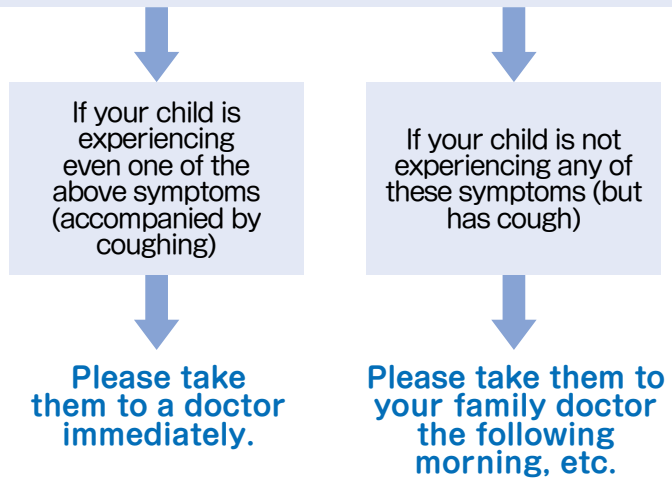 If your child is
experiencing
even one of the
above symptoms
(accompanied by
coughing)
If your child is not
experiencing any of
these symptoms (but
has cough)
Please take
them to a doctor
immediately.
Please take them to
your family doctor
the following
morning, etc.